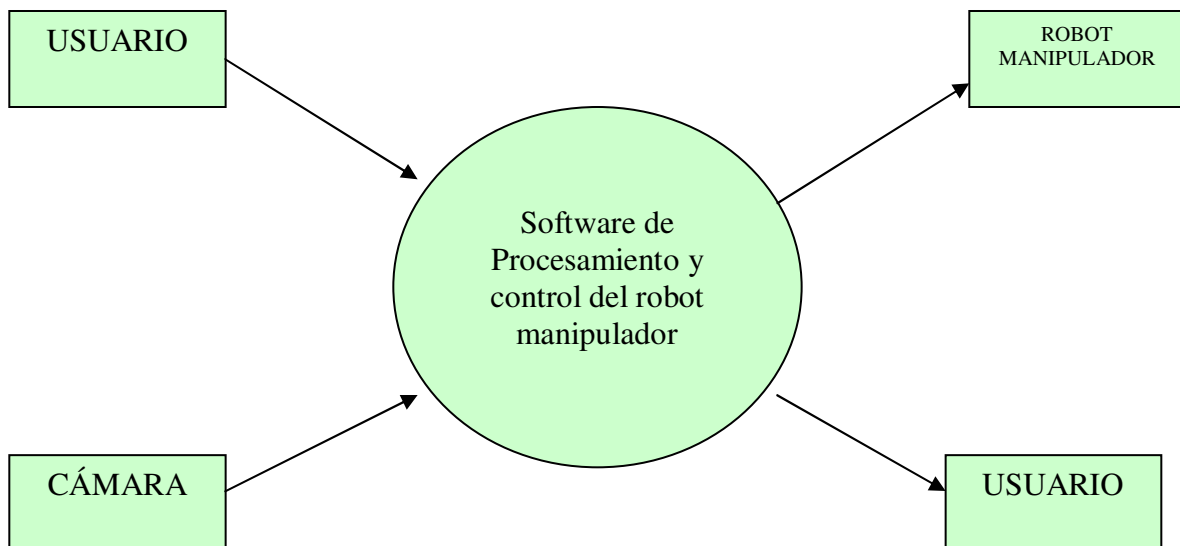 USUARIO
ROBOT
MANIPULADOR
Software de
Procesamiento y
control del robot
manipulador
CÁMARA
USUARIO